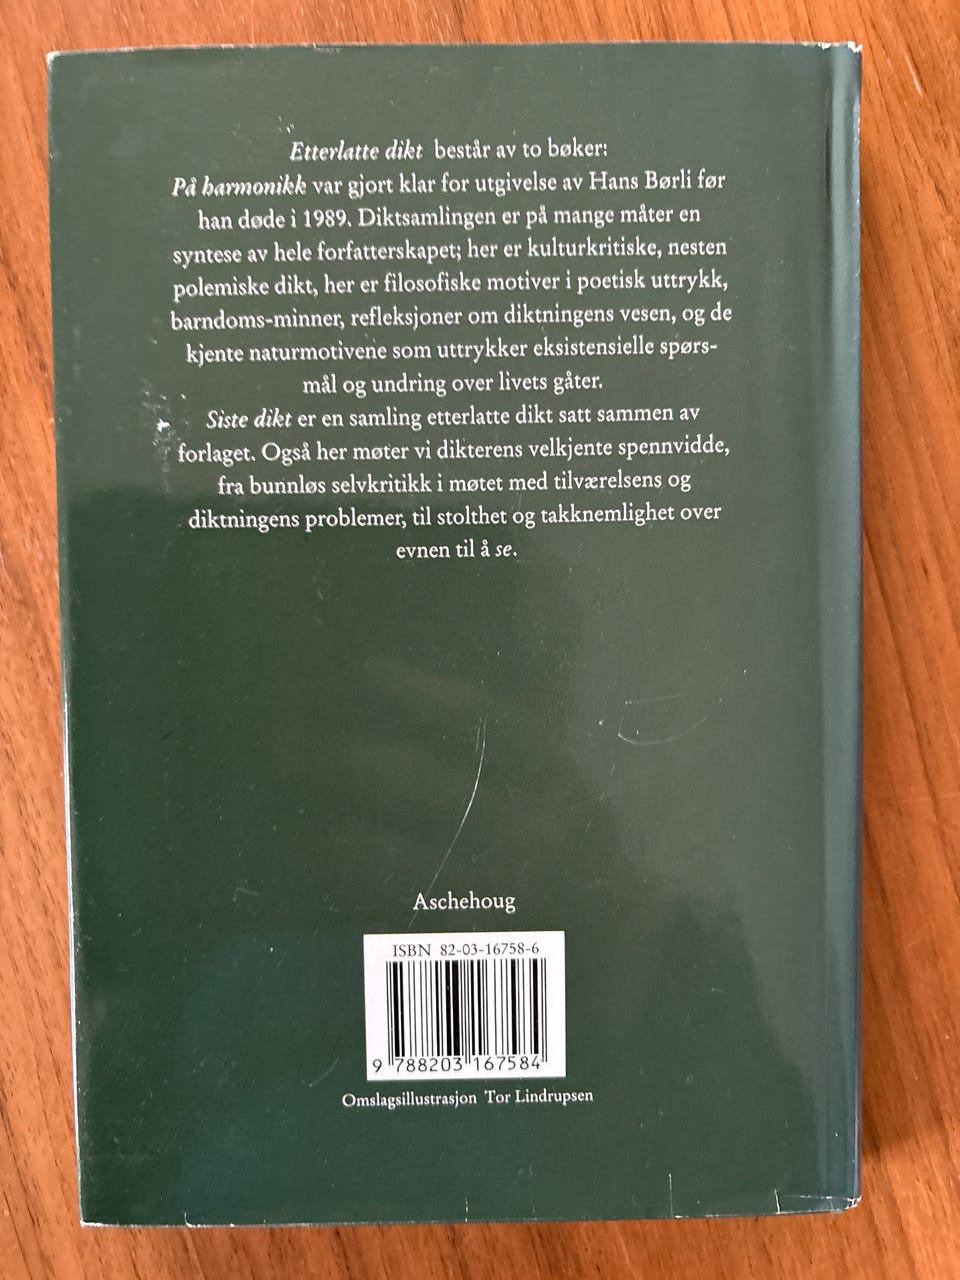 Etterlatte dikt består av to bøker:
På harmonikk var gjort klar for utgivelse av Hans Børli før
han døde i 1989. Diktsamlingen er på mange måter en
syntese av hele forfatterskapet; her er kulturkritiske, nesten
polemiske dikt, her er filosofiske motiver i poetisk uttrykk,
barndoms-minner, refleksjoner om diktningens vesen, og de
kjente naturmotivene som uttrykker eksistensielle spørs-
mål og undring over livets gåter.
Siste dikt er en samling etterlatte dikt satt sammen av
forlaget. Også her møter vi dikterens velkjente spennvidde,
fra bunnløs selvkritikk i møtet med tilværelsens og
diktningens problemer, til stolthet og takknemlighet over
evnen til å se.
Aschehoug
ISBN 82-03-16758-6
9 788203 167584
Omslagsillustrasjon Tor Lindrupsen